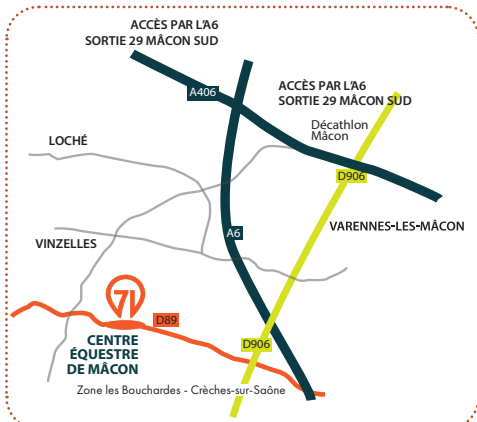 ACCÈS PAR L'A6
SORTIE 29 MÂCON SUD
A406
ACCÈS PAR L'A6
SORTIE 29 MÂCON SUD
Décathlon
Mâcon
LOCHÉ
D906
VARENNES-LES-MÂCON
A6
VINZELLES
71
D89
CENTRE
ÉQUESTRE
DE MÂCON
D906
Zone les Bouchardes - Crèches-sur-Saône